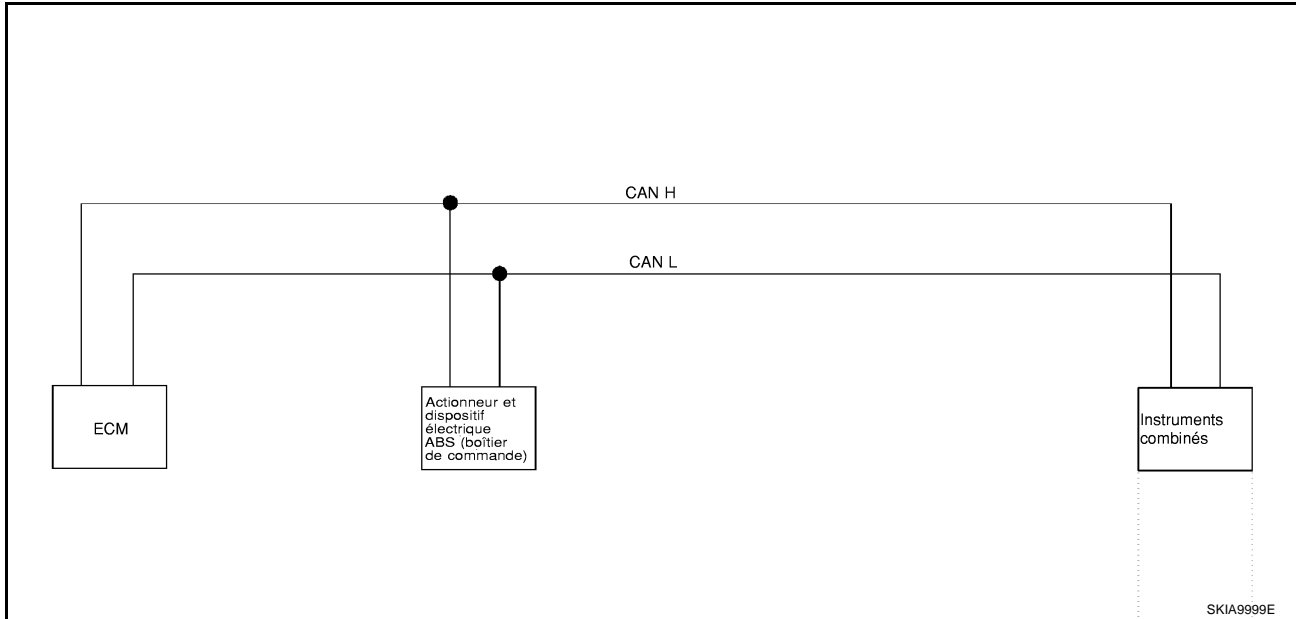 CAN H
CAN L
ECM
Actionneur et
dispositif
électrique
ABS (boîtier
de commande)
Instruments
combinés
SKIA9999E